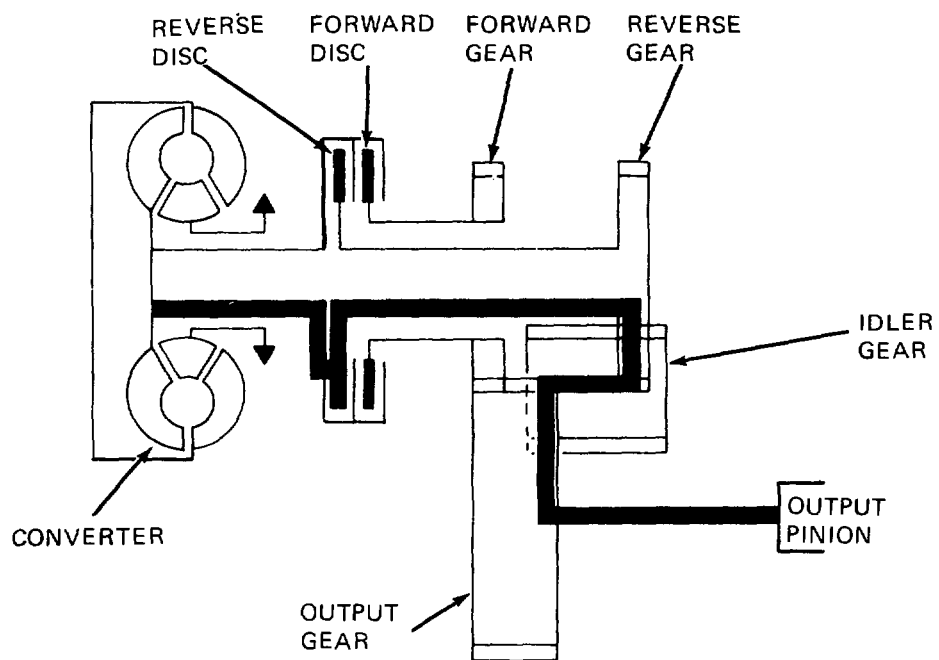 REVERSE
DISC
FORWARD
DISC
FORWARD
GEAR
REVERSE
GEAR
IDLER
GEAR
OUTPUT
PINION
CONVERTER
OUTPUT
GEAR